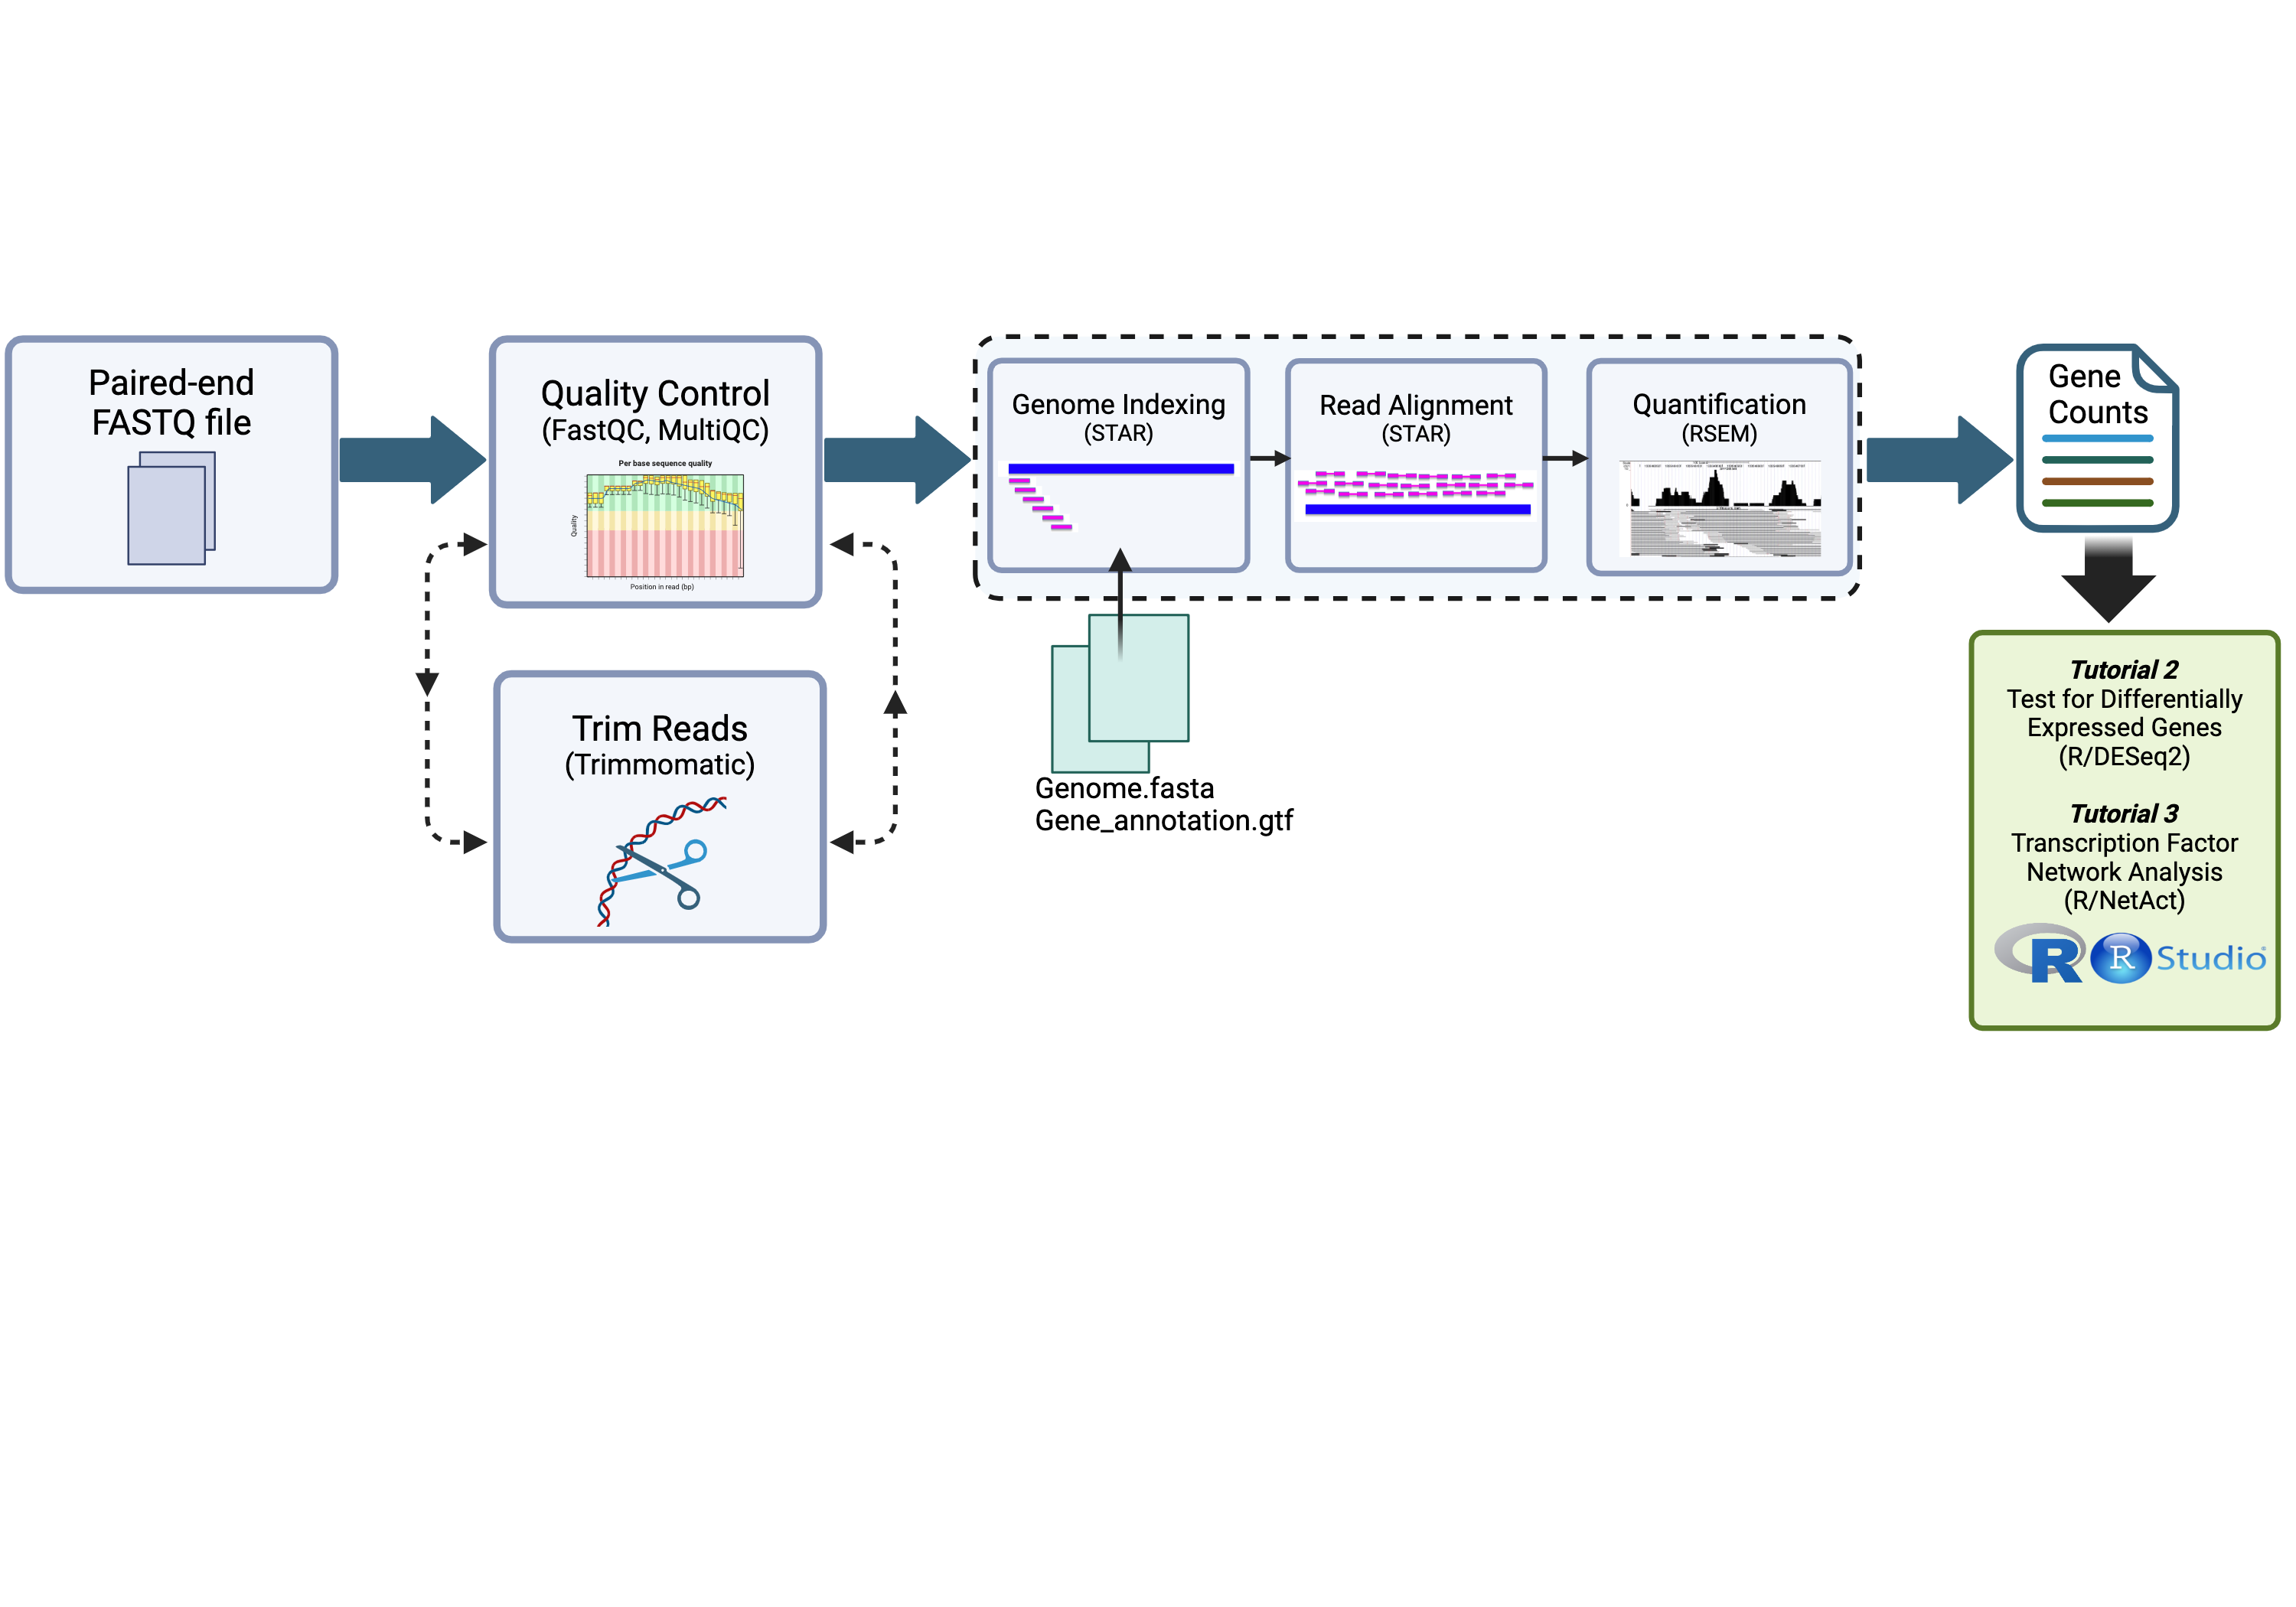 Paired-end
FASTQ file
Quality Control
(FastQC, MultiQC)
Per base sequence quality
Quality
Position in read (bp)
Trim Reads
(Trimmomatic)
Genome Indexing
(STAR)
Read Alignment
(STAR)
Quantification
(RSEM)
Genome.fasta
Gene_annotation.gtf
Gene
Counts
Tutorial 2
Test for Differentially
Expressed Genes
(R/DESeq2)
Tutorial 3
Transcription Factor
Network Analysis
(R/NetAct)
R R Studio